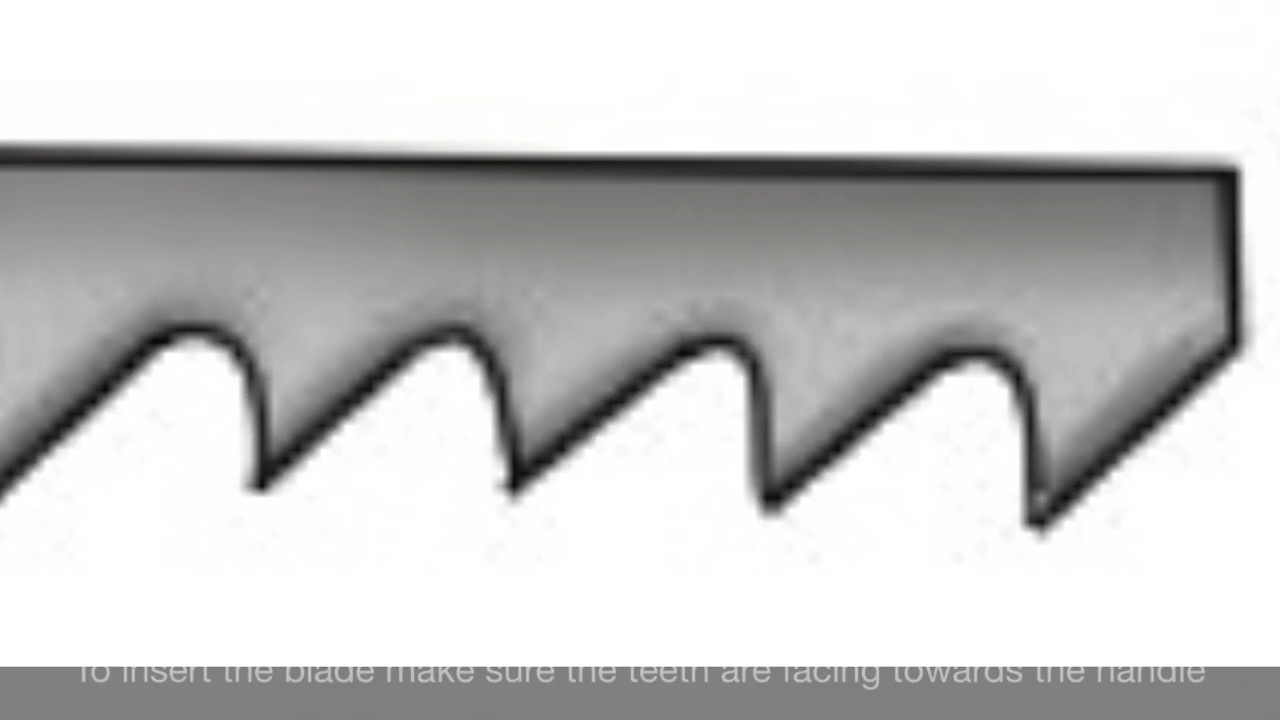 To insert the blade make sure the teeth are facing towards the handle